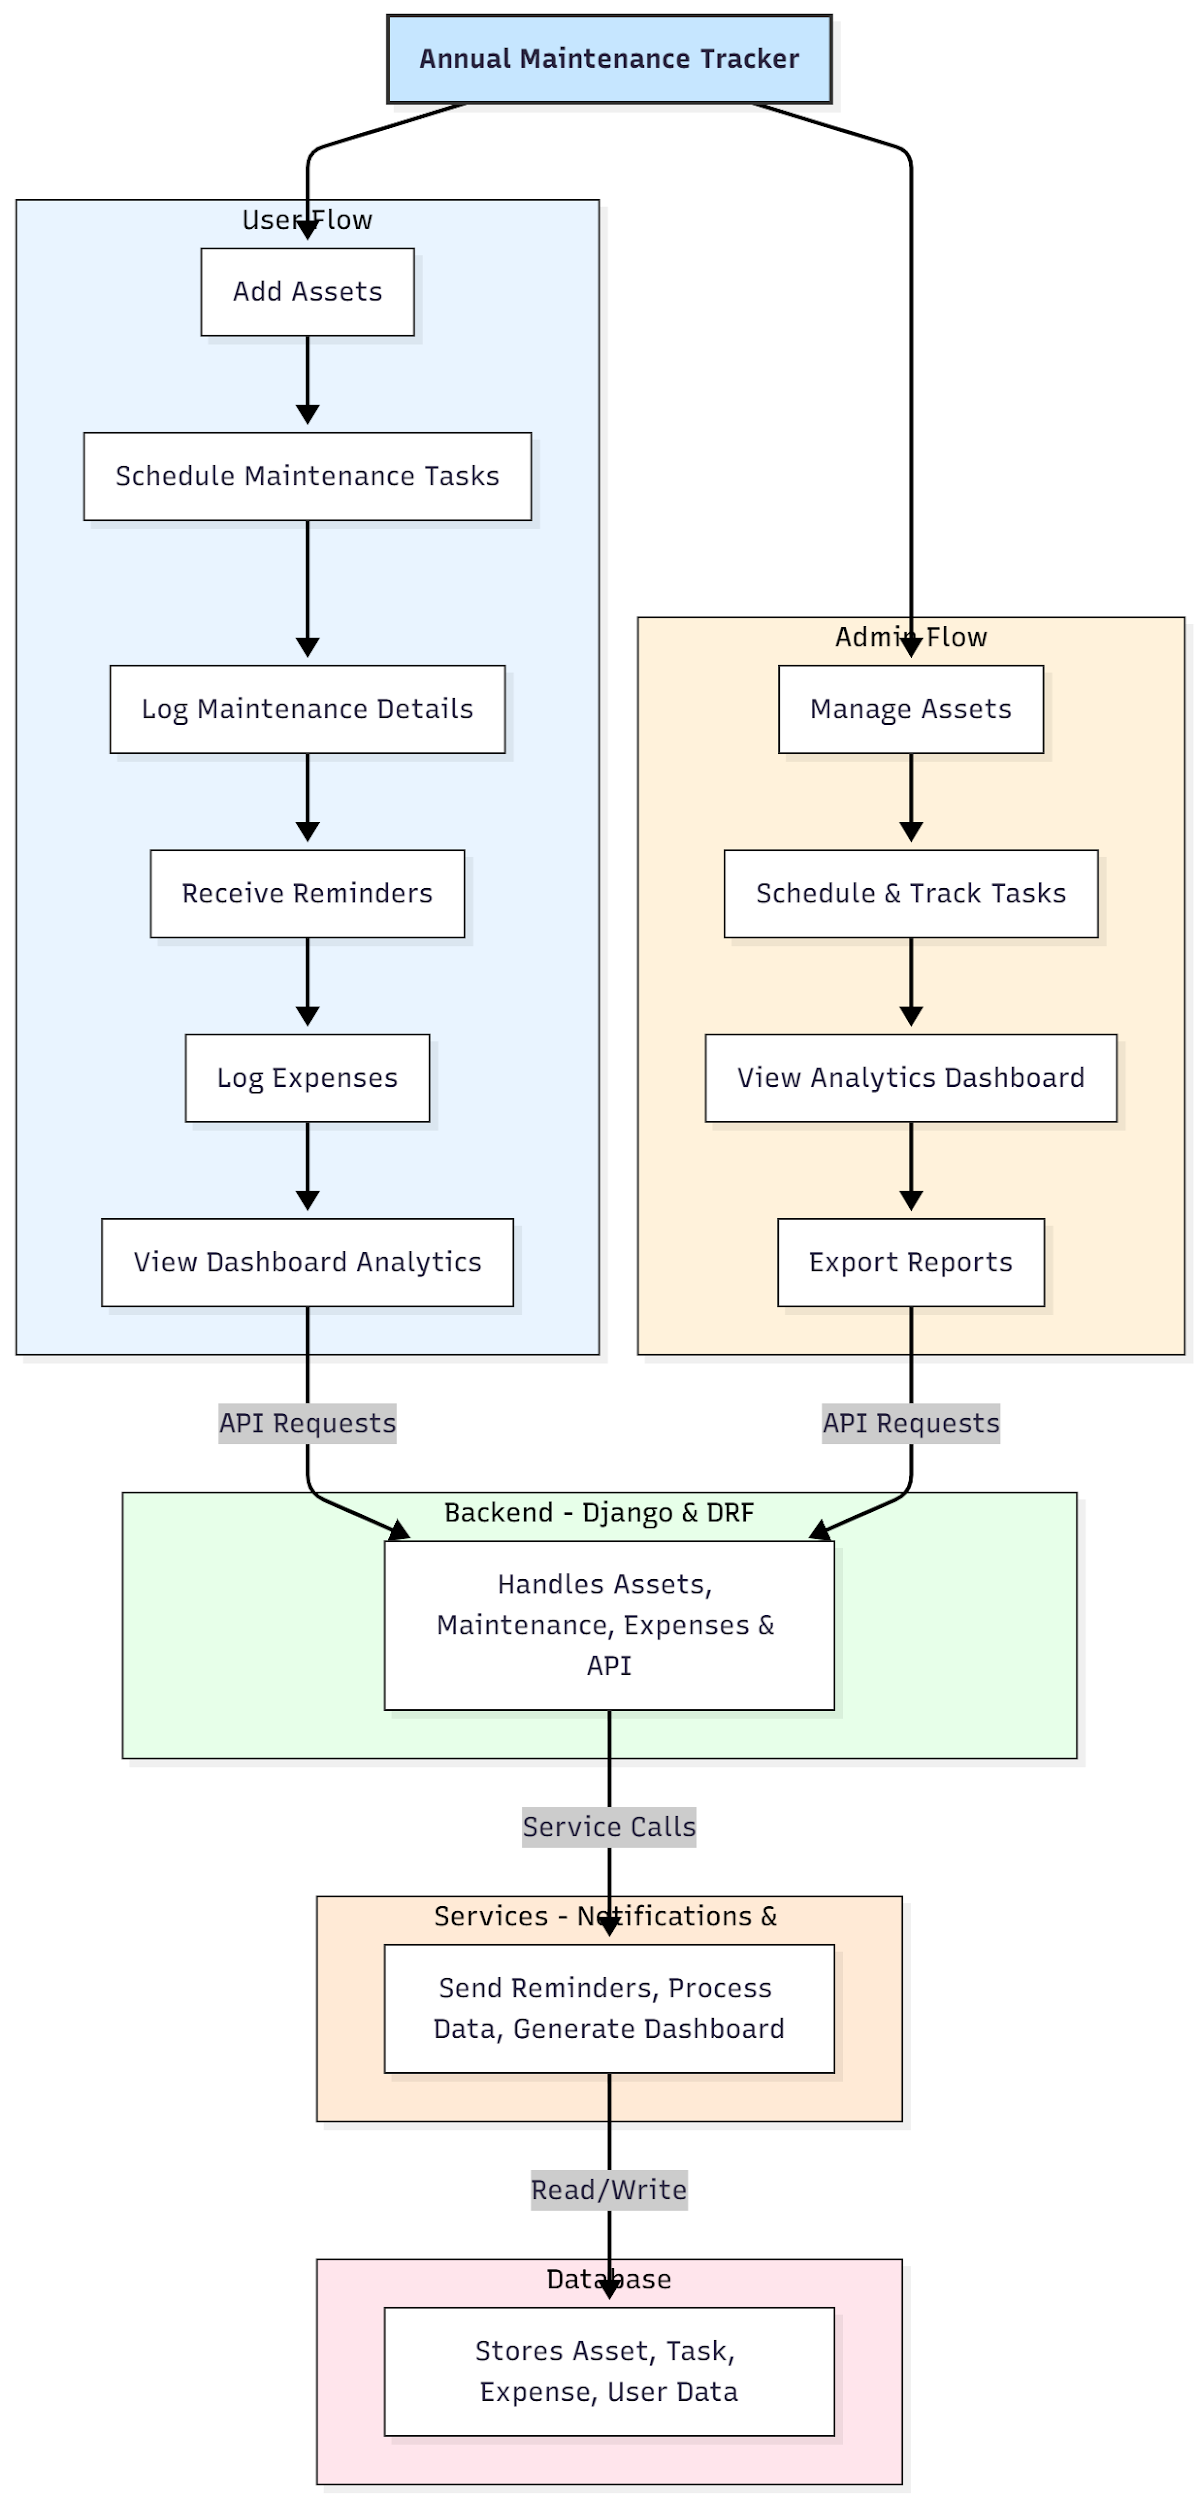 Annual Maintenance Tracker
User Flow
Add Assets
Schedule Maintenance Tasks
Log Maintenance Details
Receive Reminders
Log Expenses
View Dashboard Analytics
Admin Flow
Manage Assets
Schedule & Track Tasks
View Analytics Dashboard
Export Reports
API Requests
API Requests
Backend - Django & DRF
Handles Assets,
Maintenance, Expenses &
API
Service Calls
Services - Notifications &
Send Reminders, Process
Data, Generate Dashboard
Read/Write
Database
Stores Asset, Task,
Expense, User Data